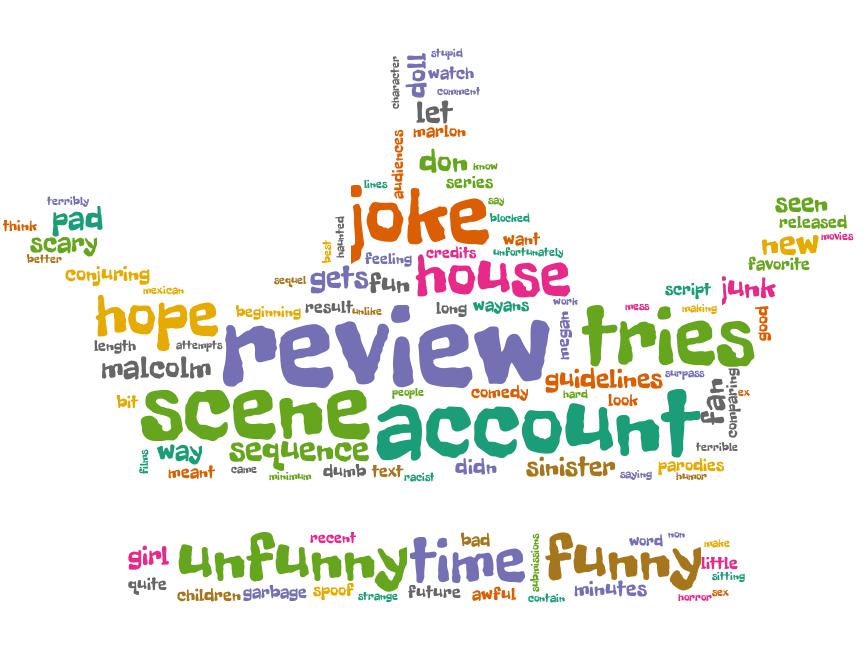 stupid
character
doll
watch
comment
let
marlon
audiences
don
know
lines
series
joke
say
blocked
best
haunted
want
feeling
credits
unfortunately
sequel
gets
fun
house
terribly
think
pad
scary
better
conjuring
mexican
seen
released
new
movies
favorite
script
junk
hope
beginning
result
unlike
long
wayans
work
mess
making
good
length
attempts
malcolm
review
megan
tries
bit
scene
people
comedy
guidelines
surpass
hard
look
account
fan
comparing
ex
terrible
films
way
sequence
meant
came
minimum
dumb
text
racist
didn
sinister
saying
parodies
humor
girl
unfunny
recent
time
bad
submissions
funny
word
non
make
little
sitting
quite
children
garbage
spoof
strange
future
awful
contain
minutes
horror
sex